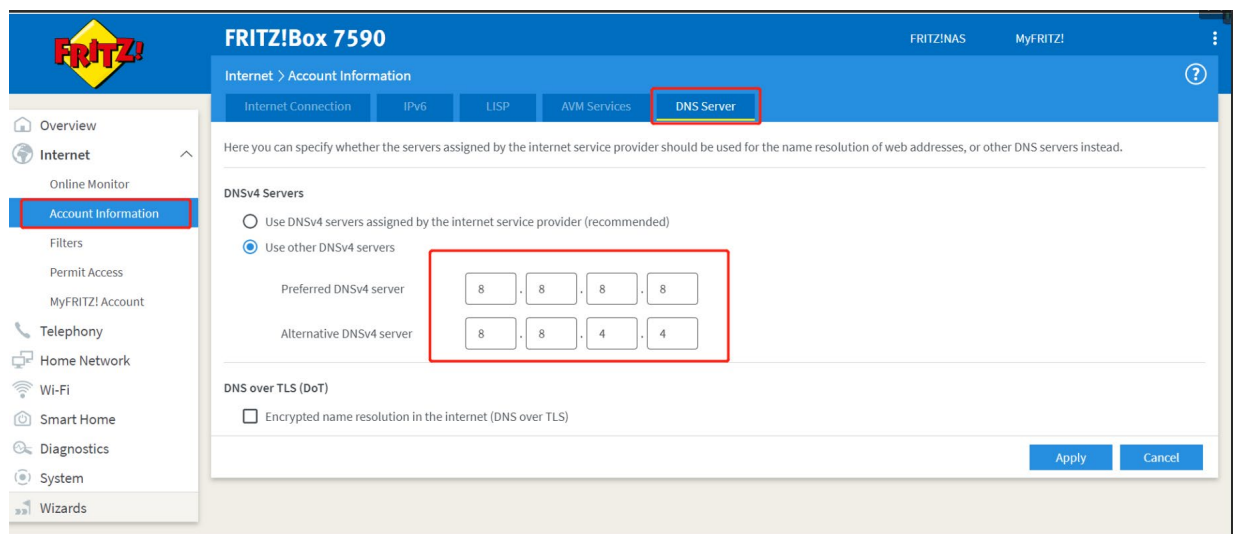 FRITZ!
FRITZ!Box 7590
FRITZ!NAS MyFRITZ!
Internet > Account Information
Internet Connection IPv6 LISP AVM Services DNS Server
Overview
Internet
Online Monitor
Account Information
Filters
Permit Access
MyFRITZ! Account
Telephony
Home Network
Wi-Fi
Smart Home
Diagnostics
System
Wizards
Here you can specify whether the servers assigned by the internet service provider should be used for the name resolution of web addresses, or other DNS servers instead.
DNSv4 Servers
Use DNSv4 servers assigned by the internet service provider (recommended)
Use other DNSv4 servers
Preferred DNSv4 server 8 . 8 . 8 . 8
Alternative DNSv4 server 8 . 8 . 4 . 4
DNS over TLS (DoT)
Encrypted name resolution in the internet (DNS over TLS)
Apply Cancel